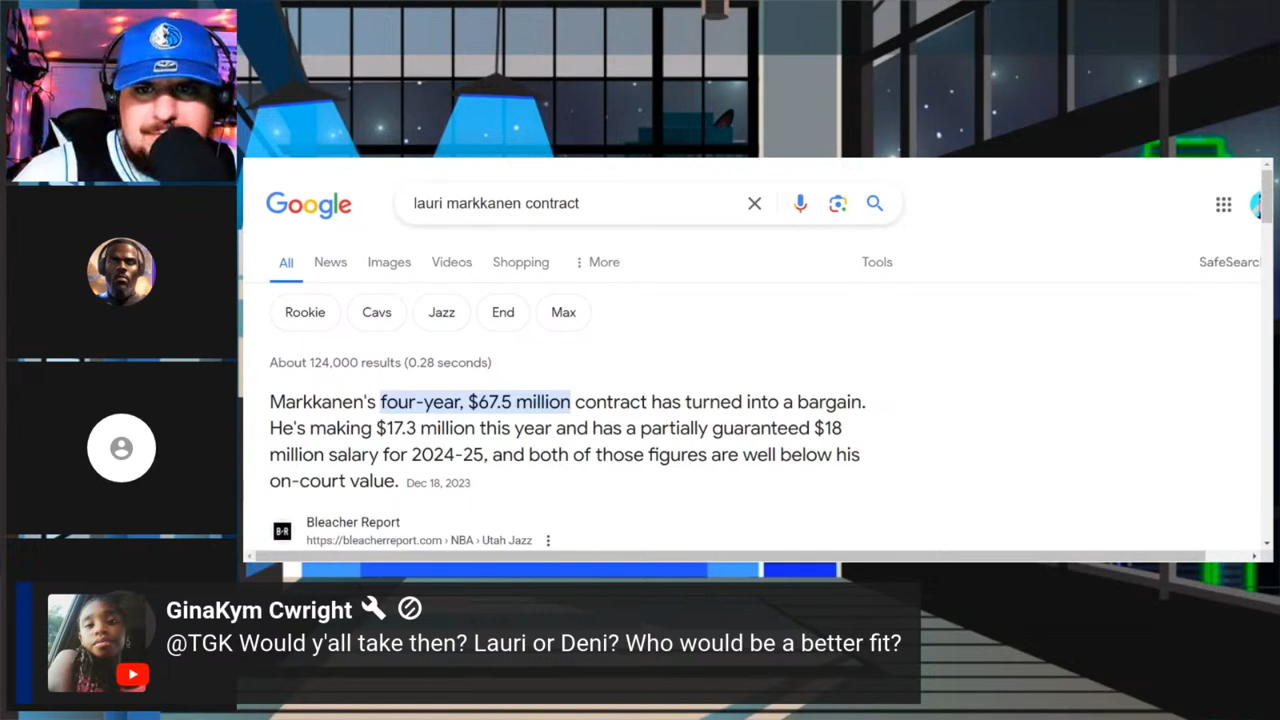 Google
lauri markkanen contract
All News Images Videos Shopping More Tools SafeSearc
Rookie Cavs Jazz End Max
About 124,000 results (0.28 seconds)
Markkanen's four-year, $67.5 million contract has turned into a bargain.
He's making $17.3 million this year and has a partially guaranteed $18
million salary for 2024-25, and both of those figures are well below his
on-court value. Dec 18, 2023
B/R
Bleacher Report
https://bleacherreport.com › NBA › Utah Jazz
GinaKym Cwright
@TGK Would y'all take then? Lauri or Deni? Who would be a better fit?